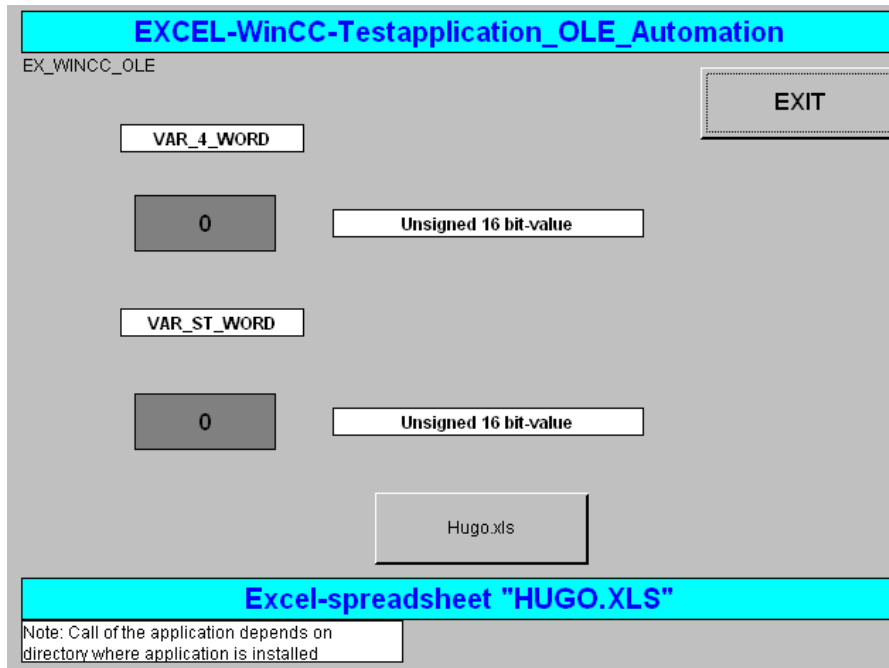 EXCEL-WinCC-Testapplication_OLE_Automation
EX_WINCC_OLE
EXIT
VAR_4_WORD
0
Unsigned 16 bit-value
VAR_ST_WORD
0
Unsigned 16 bit-value
Hugo.xls
Excel-spreadsheet "HUGO.XLS"
Note: Call of the application depends on
directory where application is installed